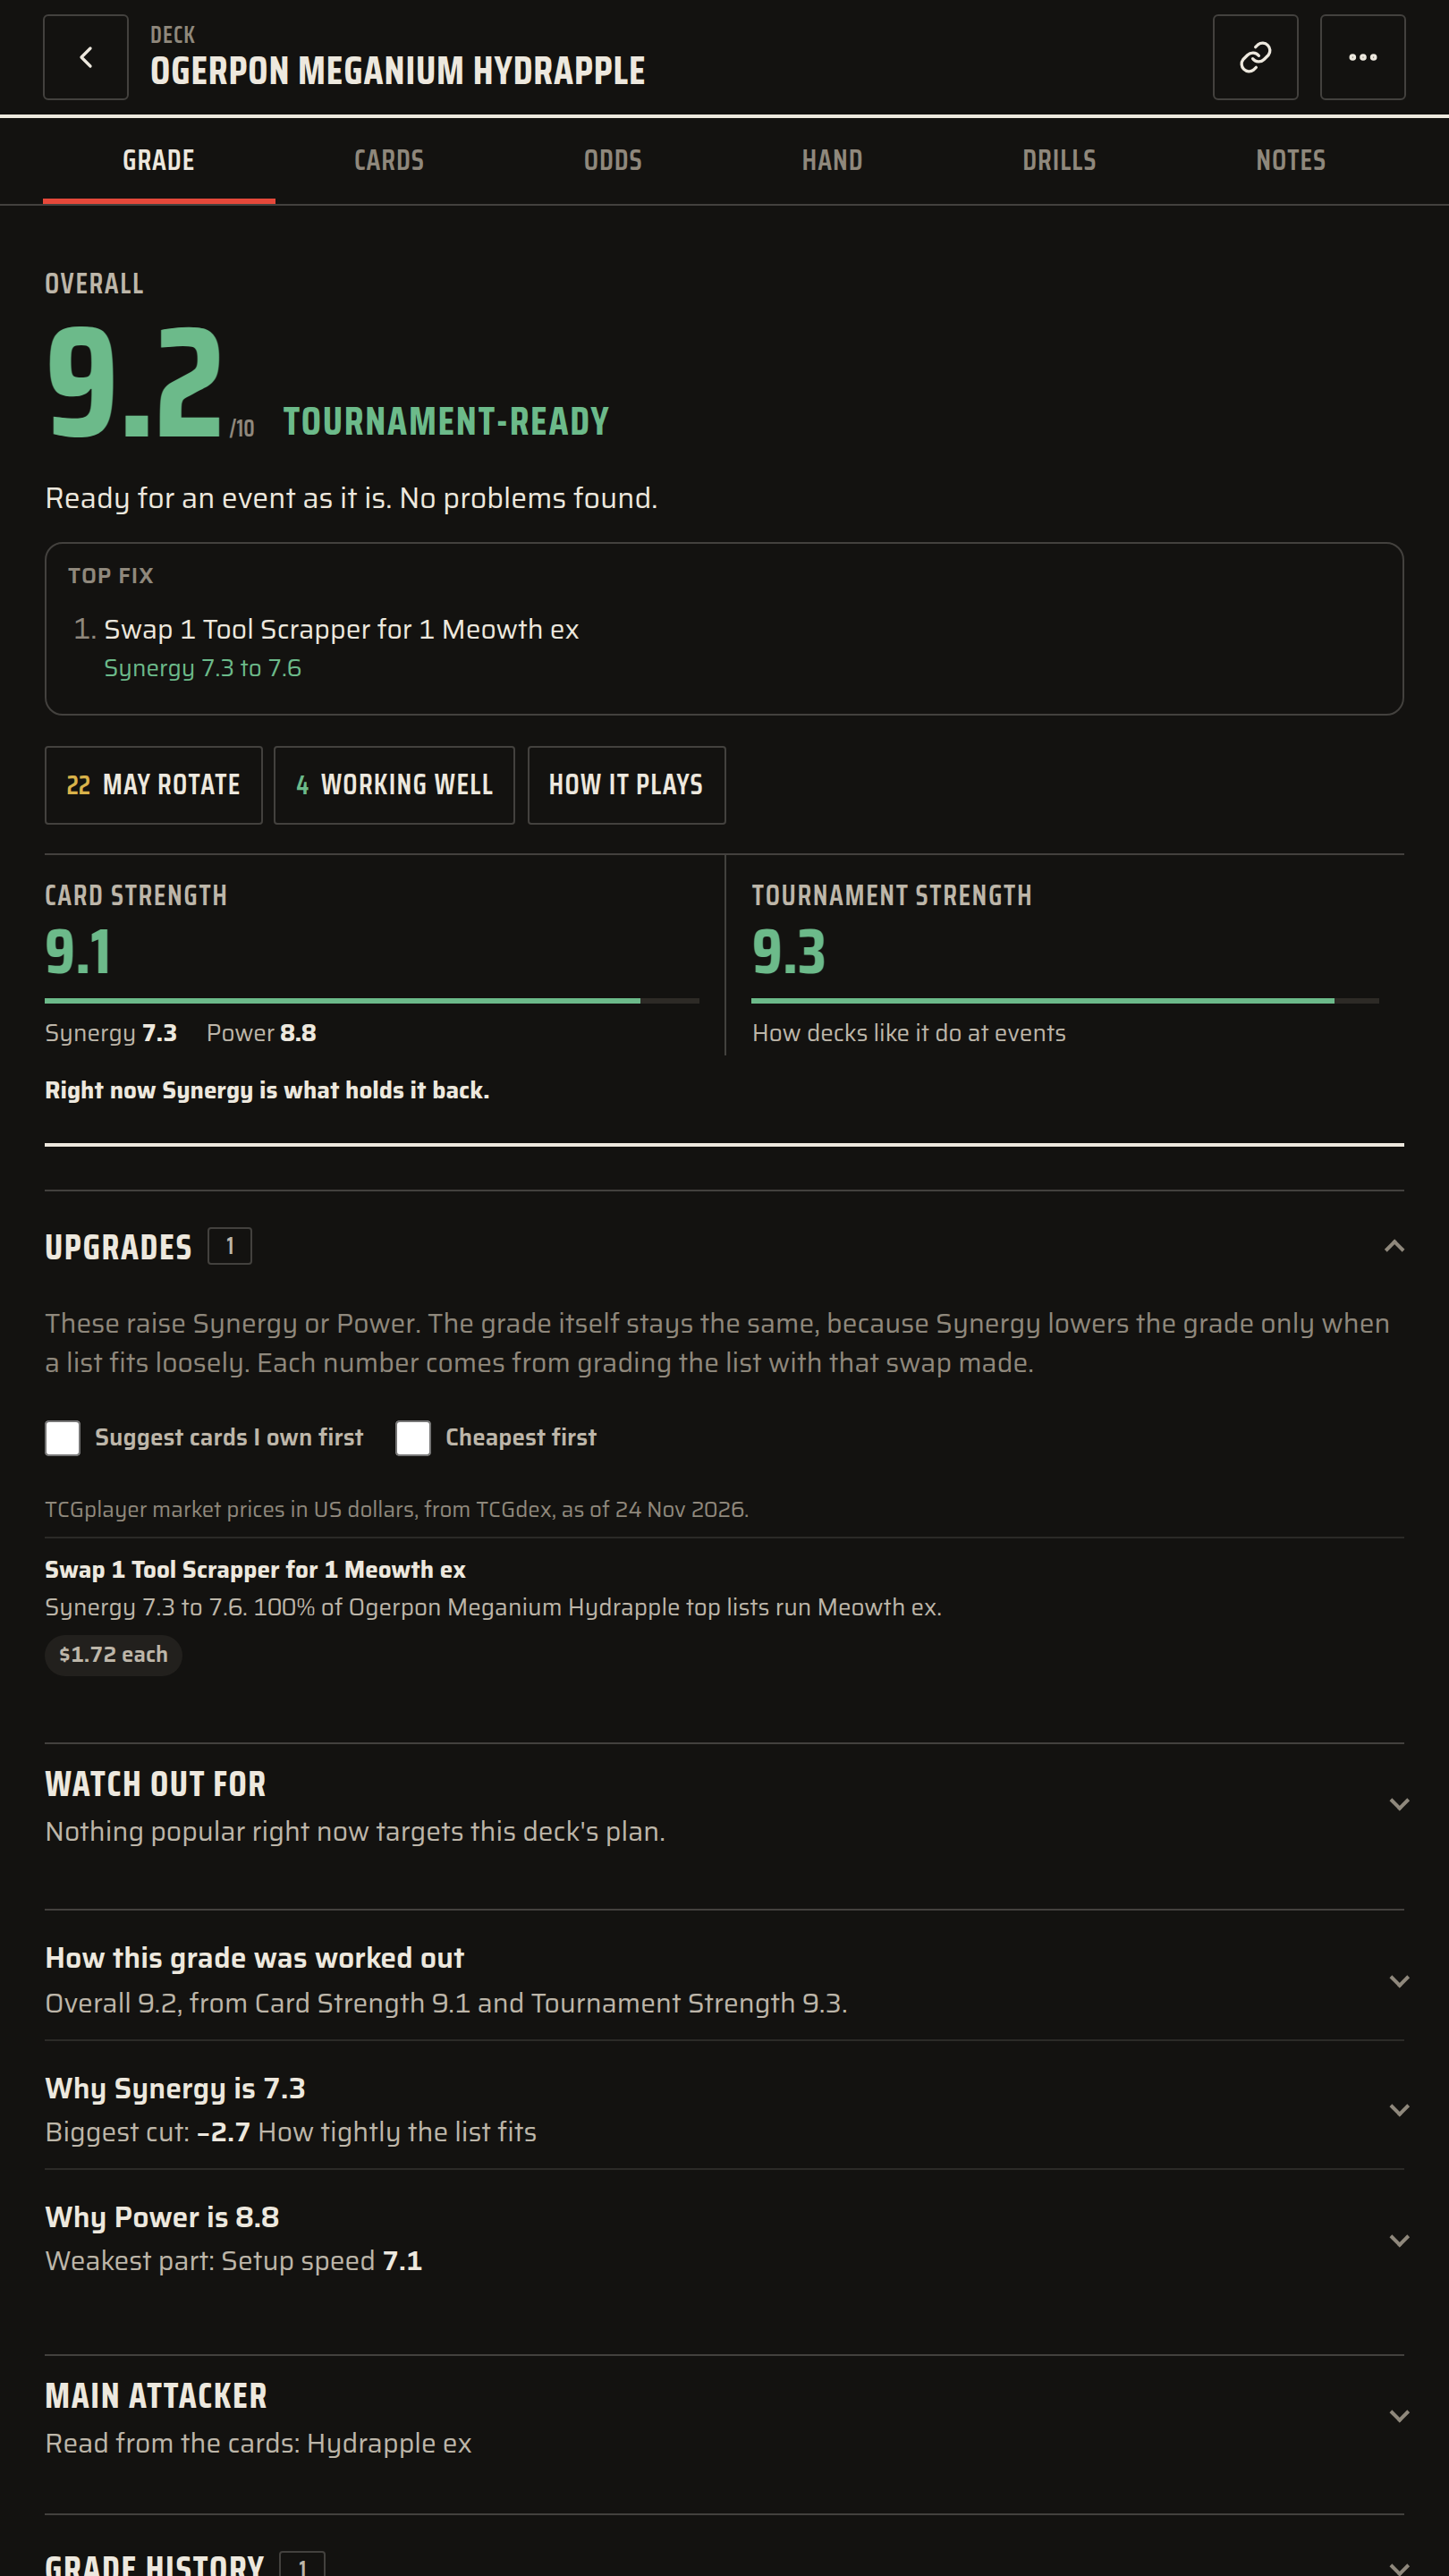 DECK
OGERPON MEGANIUM HYDRAPPLE
GRADE
CARDS
ODDS
HAND
DRILLS
NOTES
OVERALL
9.2 /10 TOURNAMENT-READY
Ready for an event as it is. No problems found.
TOP FIX
1. Swap 1 Tool Scrapper for 1 Meowth ex
Synergy 7.3 to 7.6
22 MAY ROTATE
4 WORKING WELL
HOW IT PLAYS
CARD STRENGTH
9.1
Synergy 7.3 Power 8.8
TOURNAMENT STRENGTH
9.3
How decks like it do at events
Right now Synergy is what holds it back.
UPGRADES 1
These raise Synergy or Power. The grade itself stays the same, because Synergy lowers the grade only when
a list fits loosely. Each number comes from grading the list with that swap made.
Suggest cards I own first
Cheapest first
TCGplayer market prices in US dollars, from TCGdex, as of 24 Nov 2026.
Swap 1 Tool Scrapper for 1 Meowth ex
Synergy 7.3 to 7.6. 100% of Ogerpon Meganium Hydrapple top lists run Meowth ex.
$1.72 each
WATCH OUT FOR
Nothing popular right now targets this deck's plan.
How this grade was worked out
Overall 9.2, from Card Strength 9.1 and Tournament Strength 9.3.
Why Synergy is 7.3
Biggest cut: −2.7 How tightly the list fits
Why Power is 8.8
Weakest part: Setup speed 7.1
MAIN ATTACKER
Read from the cards: Hydrapple ex
GRADE HISTORY 1